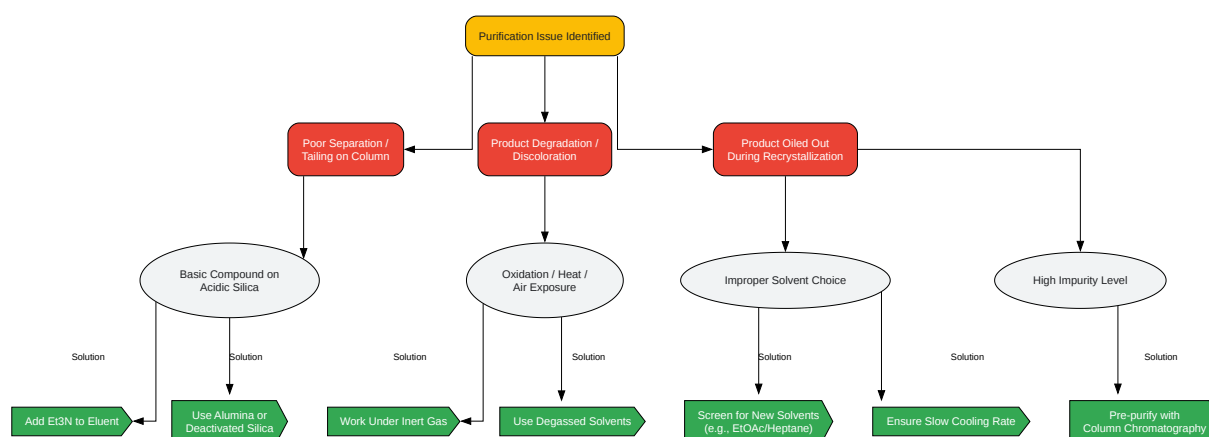 Purification Issue Identified
Poor Separation /
Tailing on Column
Product Degradation /
Discoloration
Product Oiled Out
During Recrystallization
Basic Compound on
Acidic Silica
Oxidation / Heat /
Air Exposure
Improper Solvent Choice
High Impurity Level
Solution
Solution
Solution
Solution
Solution
Solution
Solution
Add Et3N to Eluent
Use Alumina or
Deactivated Silica
Work Under Inert Gas
Use Degassed Solvents
Screen for New Solvents
(e.g., EtOAc/Heptane)
Ensure Slow Cooling Rate
Pre-purify with
Column Chromatography